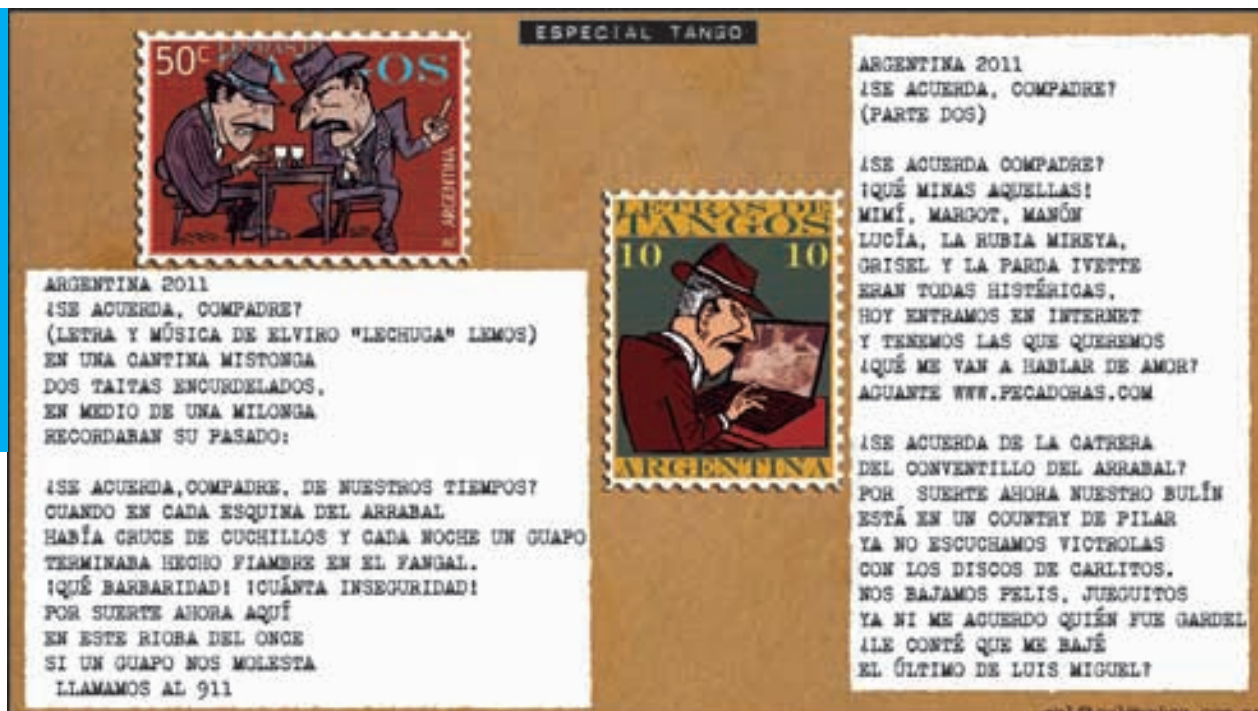 ESPECIAL TANGO
50c LETRAS DE
TANGOS
R. ARGENTINA
ARGENTINA 2011
¿SE ACUERDA, COMPADRE?
(LETRA Y MÚSICA DE ELVIRO "LECHUGA" LEMOS)
EN UNA CANTINA MISTONGA
DOS TAITAS ENCURDELADOS,
EN MEDIO DE UNA MILONGA
RECORDABAN SU PASADO:
¿SE ACUERDA,COMPADRE, DE NUESTROS TIEMPOS?
CUANDO EN CADA ESQUINA DEL ARRABAL
HABÍA CRUCE DE CUCHILLOS Y CADA NOCHE UN GUAPO
TERMINABA HECHO FIAMBRE EN EL FANGAL.
¡QUÉ BARBARIDAD! ¡CUÁNTA INSEGURIDAD!
POR SUERTE AHORA AQUÍ
EN ESTE RIOBA DEL ONCE
SI UN GUAPO NOS MOLESTA
LLAMAMOS AL 911
LETRAS DE
TANGOS
10 10
ARGENTINA
ARGENTINA 2011
¿SE ACUERDA, COMPADRE?
(PARTE DOS)
¿SE ACUERDA COMPADRE?
¡QUÉ MINAS AQUELLAS!
MIMÍ, MARGOT, MANÓN
LUCÍA, LA RUBIA MIREYA,
GRISEL Y LA PARDA IVETTE
ERAN TODAS HISTÉRICAS,
HOY ENTRAMOS EN INTERNET
Y TENEMOS LAS QUE QUEREMOS
¿QUÉ ME VAN A HABLAR DE AMOR?
AGUANTE WWW.PECADORAS.COM
¿SE ACUERDA DE LA CATRERA
DEL CONVENTILLO DEL ARRABAL?
POR SUERTE AHORA NUESTRO BULÍN
ESTÁ EN UN COUNTRY DE PILAR
YA NO ESCUCHAMOS VICTROLAS
CON LOS DISCOS DE CARLITOS.
NOS BAJAMOS PELIS, JUEGUITOS
YA NI ME ACUERDO QUIÉN FUE GARDEL
¿LE CONTÉ QUE ME BAJÉ
EL ÚLTIMO DE LUIS MIGUEL?